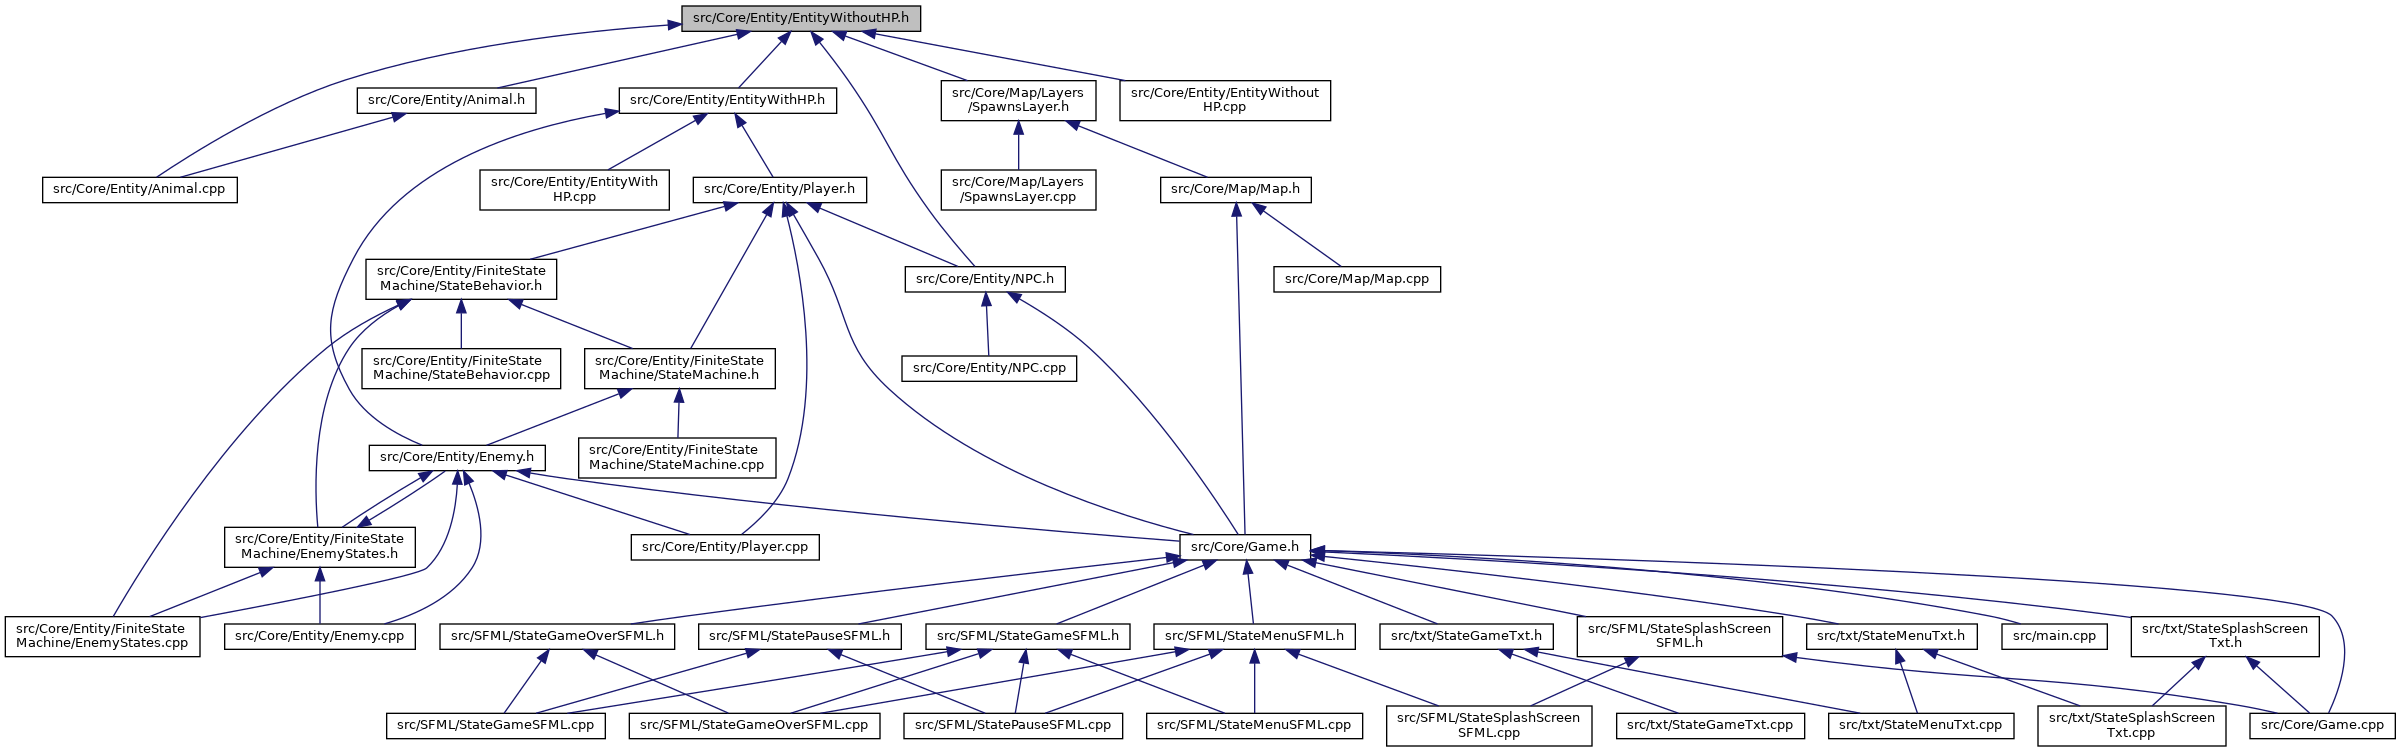 src/Core/Entity/EntityWithoutHP.h
src/Core/Entity/Animal.h
src/Core/Entity/EntityWithHP.h
src/Core/Map/Layers
/SpawnsLayer.h
src/Core/Entity/EntityWithout
HP.cpp
src/Core/Entity/Animal.cpp
src/Core/Entity/EntityWith
HP.cpp
src/Core/Entity/Player.h
src/Core/Map/Layers
/SpawnsLayer.cpp
src/Core/Map/Map.h
src/Core/Entity/FiniteState
Machine/StateBehavior.h
src/Core/Entity/NPC.h
src/Core/Map/Map.cpp
src/Core/Entity/FiniteState
Machine/StateBehavior.cpp
src/Core/Entity/FiniteState
Machine/StateMachine.h
src/Core/Entity/NPC.cpp
src/Core/Entity/Enemy.h
src/Core/Entity/FiniteState
Machine/StateMachine.cpp
src/Core/Entity/FiniteState
Machine/EnemyStates.h
src/Core/Entity/Player.cpp
src/Core/Game.h
src/Core/Entity/FiniteState
Machine/EnemyStates.cpp
src/Core/Entity/Enemy.cpp
src/SFML/StateGameOverSFML.h
src/SFML/StatePauseSFML.h
src/SFML/StateGameSFML.h
src/SFML/StateMenuSFML.h
src/txt/StateGameTxt.h
src/SFML/StateSplashScreen
SFML.h
src/txt/StateMenuTxt.h
src/main.cpp
src/txt/StateSplashScreen
Txt.h
src/SFML/StateGameSFML.cpp
src/SFML/StateGameOverSFML.cpp
src/SFML/StatePauseSFML.cpp
src/SFML/StateMenuSFML.cpp
src/SFML/StateSplashScreen
SFML.cpp
src/txt/StateGameTxt.cpp
src/txt/StateMenuTxt.cpp
src/txt/StateSplashScreen
Txt.cpp
src/Core/Game.cpp